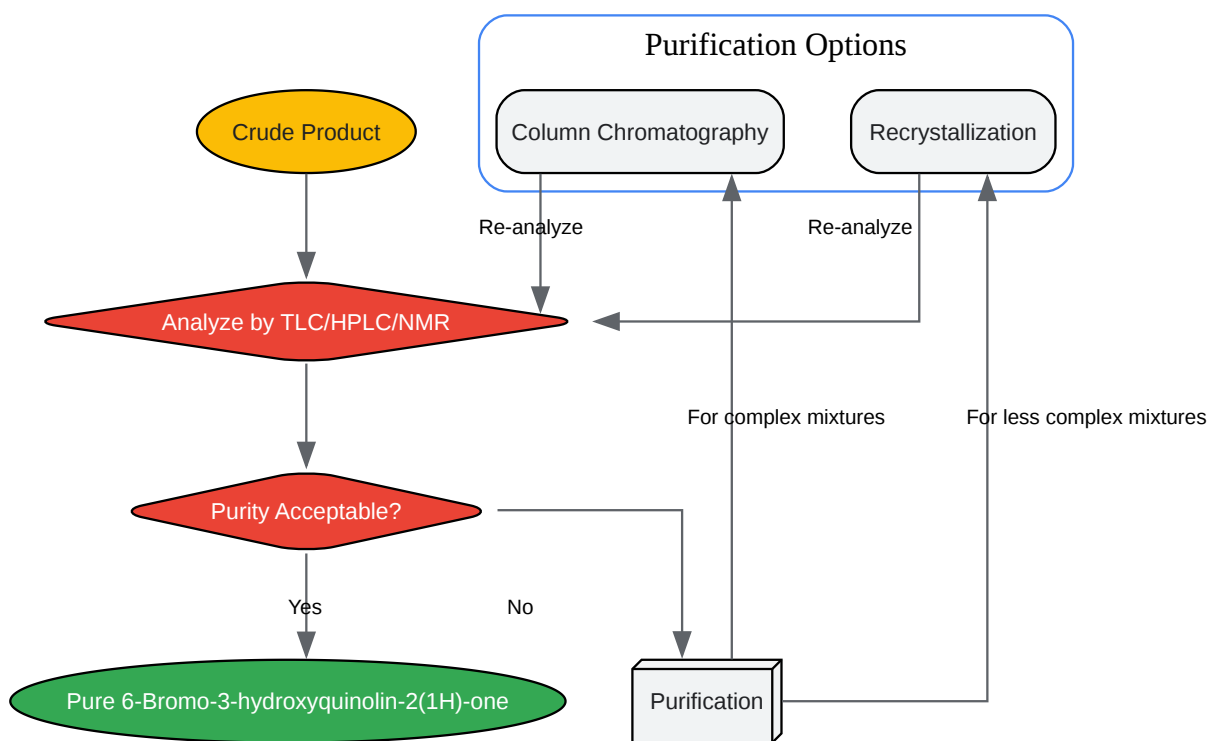 Purification Options
Crude Product
Column Chromatography
Recrystallization
Re-analyze
Re-analyze
Analyze by TLC/HPLC/NMR
For complex mixtures
For less complex mixtures
Purity Acceptable?
Yes
No
Pure 6-Bromo-3-hydroxyquinolin-2(1H)-one
Purification